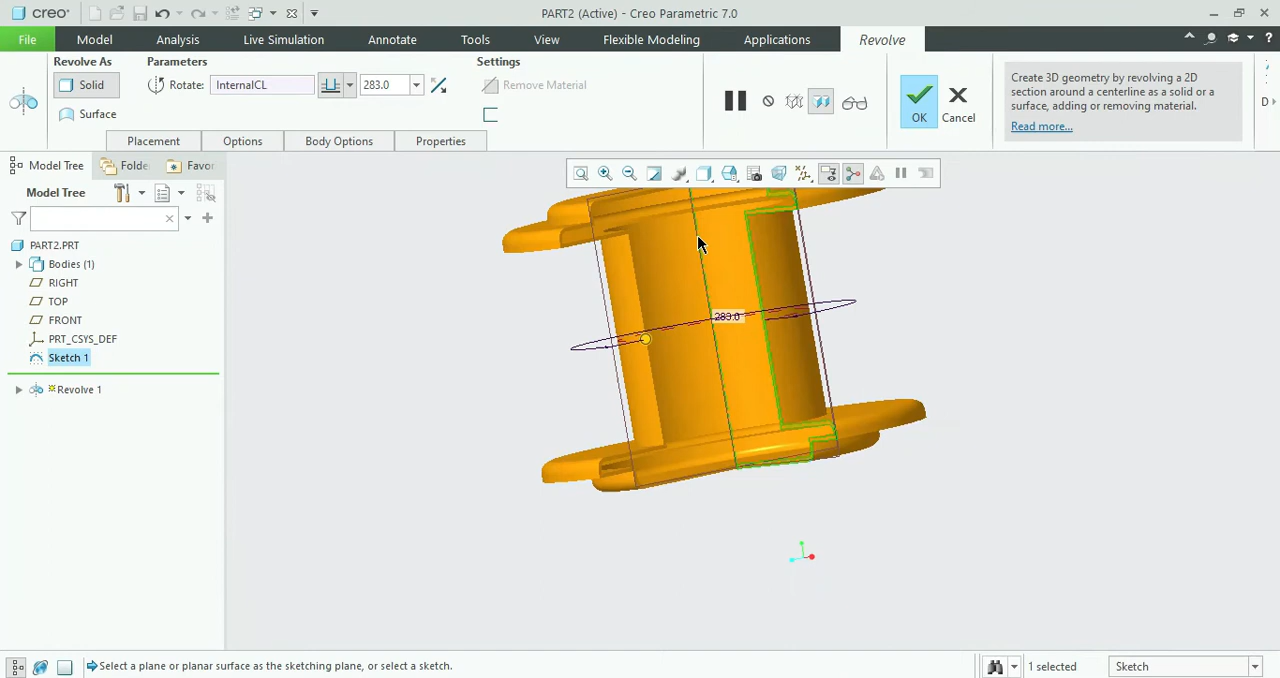 creo
PART2 (Active) - Creo Parametric 7.0
File
Model
Analysis
Live Simulation
Annotate
Tools
View
Flexible Modeling
Applications
Revolve
Revolve As
Solid
Surface
Parameters
Rotate:
InternalCL
283.0
Settings
Remove Material
OK
Cancel
Create 3D geometry by revolving a 2D
section around a centerline as a solid or a
surface, adding or removing material.
Read more...
D
Placement
Options
Body Options
Properties
Model Tree
Folde
Favor
Model Tree
PART2.PRT
Bodies (1)
RIGHT
TOP
FRONT
PRT_CSYS_DEF
Sketch 1
Revolve 1
283.0
Select a plane or planar surface as the sketching plane, or select a sketch.
1 selected
Sketch